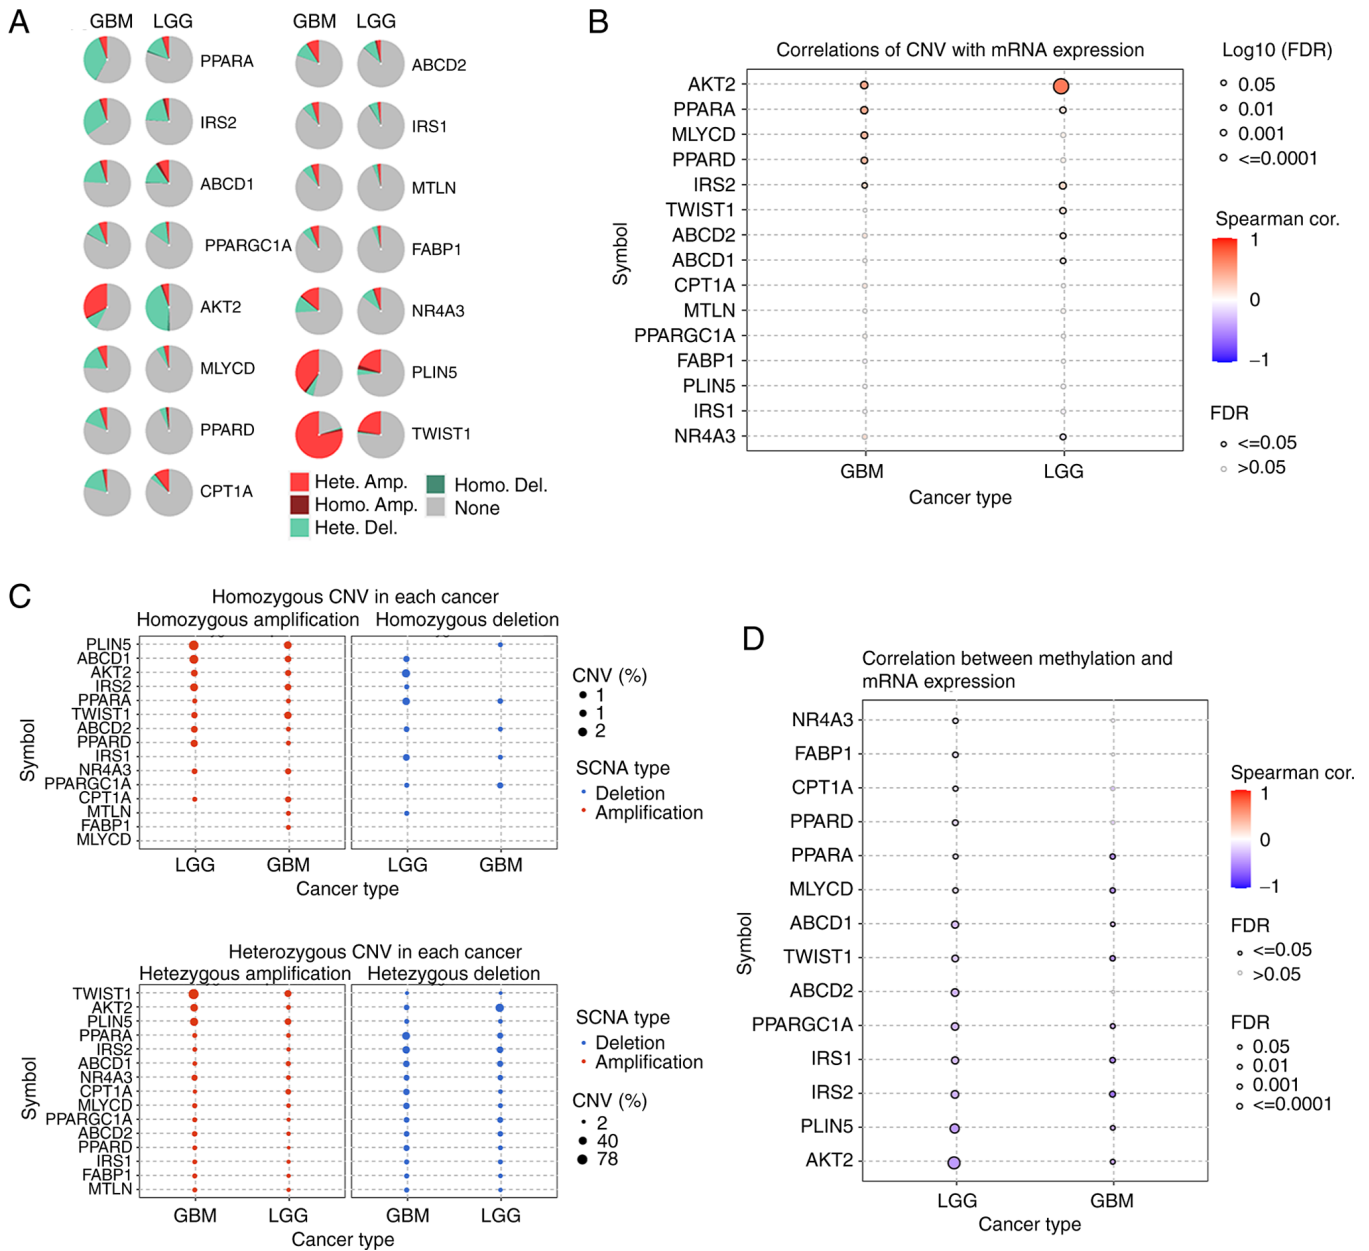 A
GBM LGG GBM LGG
PPARA
IRS2
ABCD1
PPARGC1A
AKT2
MLYCD
PPARD
CPT1A
ABCD2
IRS1
MTLN
FABP1
NR4A3
PLIN5
TWIST1
Hete. Amp.
Homo. Amp.
Hete. Del.
Homo. Del.
None
B
Correlations of CNV with mRNA expression
Symbol
AKT2
PPARA
MLYCD
PPARD
IRS2
TWIST1
ABCD2
ABCD1
CPT1A
MTLN
PPARGC1A
FABP1
PLIN5
IRS1
NR4A3
GBM LGG
Cancer type
Log10 (FDR)
0.05
0.01
0.001
<=0.0001
Spearman cor.
1
0
−1
FDR
<=0.05
>0.05
C
Homozygous CNV in each cancer
Homozygous amplification Homozygous deletion
Symbol
PLIN5
ABCD1
AKT2
IRS2
PPARA
TWIST1
ABCD2
PPARD
IRS1
NR4A3
PPARGC1A
CPT1A
MTLN
FABP1
MLYCD
LGG GBM LGG GBM
Cancer type
CNV (%)
1
1
2
SCNA type
Deletion
Amplification
Heterozygous CNV in each cancer
Hetezygous amplification Hetezygous deletion
Symbol
TWIST1
AKT2
PLIN5
PPARA
IRS2
ABCD1
NR4A3
CPT1A
MLYCD
PPARGC1A
ABCD2
PPARD
IRS1
FABP1
MTLN
GBM LGG GBM LGG
Cancer type
SCNA type
Deletion
Amplification
CNV (%)
2
40
78
D
Correlation between methylation and
mRNA expression
Symbol
NR4A3
FABP1
CPT1A
PPARD
PPARA
MLYCD
ABCD1
TWIST1
ABCD2
PPARGC1A
IRS1
IRS2
PLIN5
AKT2
LGG GBM
Cancer type
Spearman cor.
1
0
−1
FDR
<=0.05
>0.05
FDR
0.05
0.01
0.001
<=0.0001